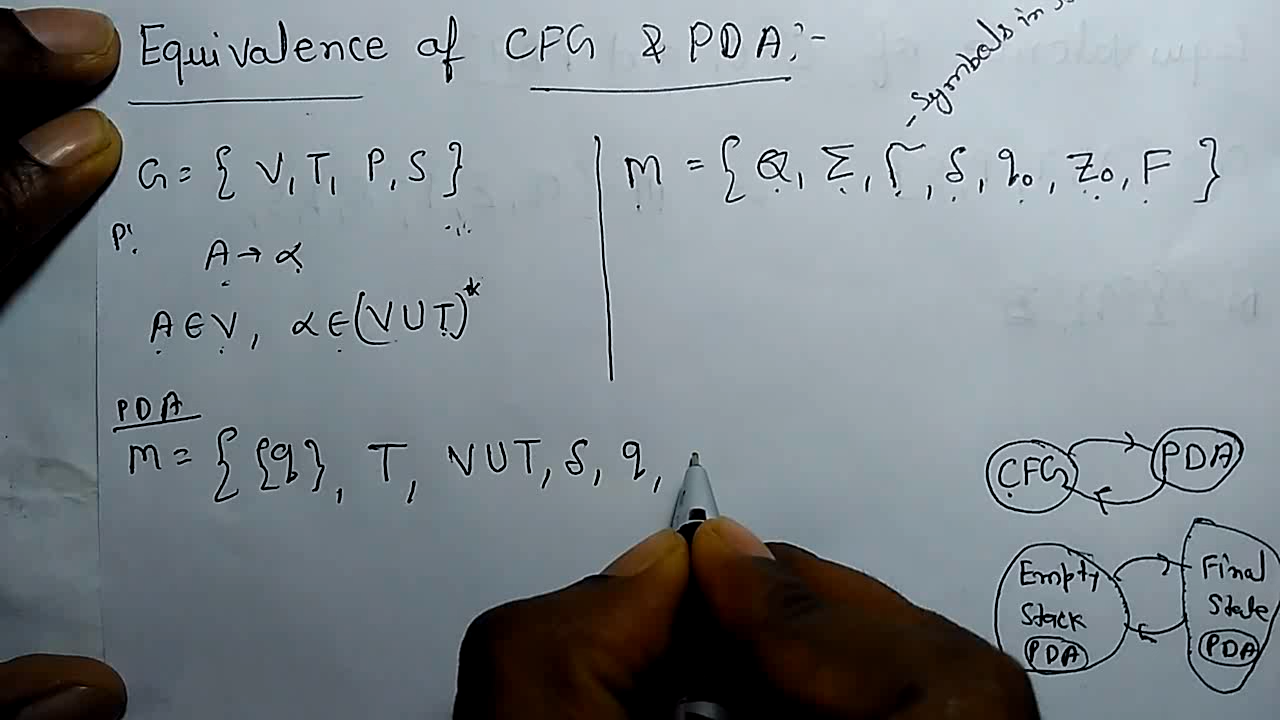 Equivalence of CFG & PDA:-
symbols in
G = { V, T, P, S }
M = { Q, Σ, Γ, δ, q₀, Z₀, F }
P:
A → α
A ∈ V, α ∈ (V U T)*
PDA
M = { {q}, T, V U T, δ, q,
CFG
PDA
Empty
Stack
PDA
Final
State
PDA